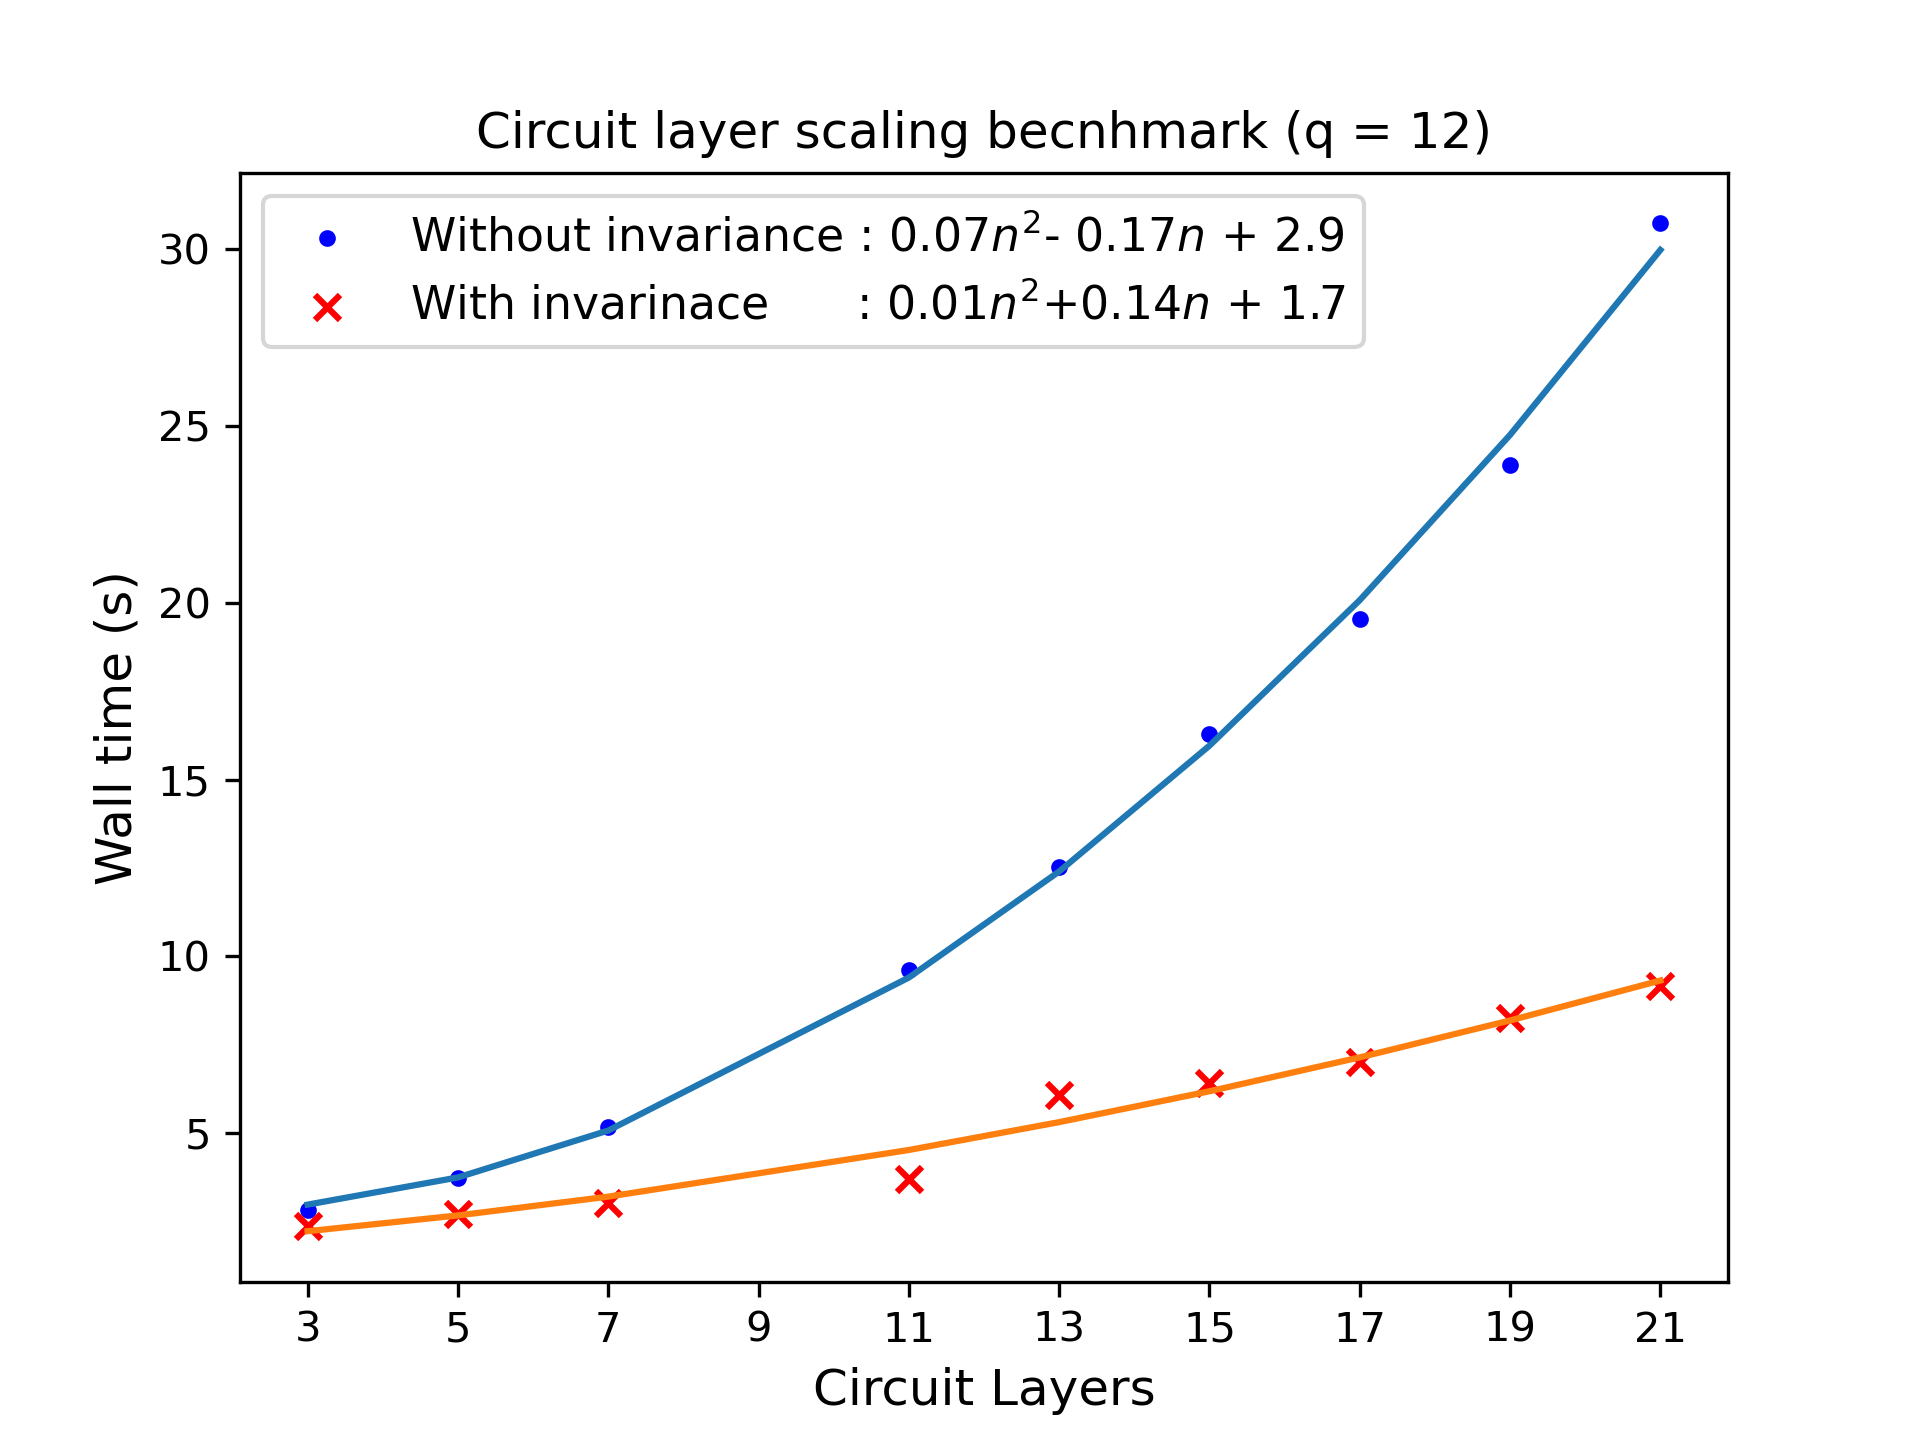 Circuit layer scaling becnhmark (q = 12)
Without invariance : 0.07n²- 0.17n + 2.9
With invarinace : 0.01n²+0.14n + 1.7
30
25
20
15
10
5
Wall time (s)
3 5 7 9 11 13 15 17 19 21
Circuit Layers